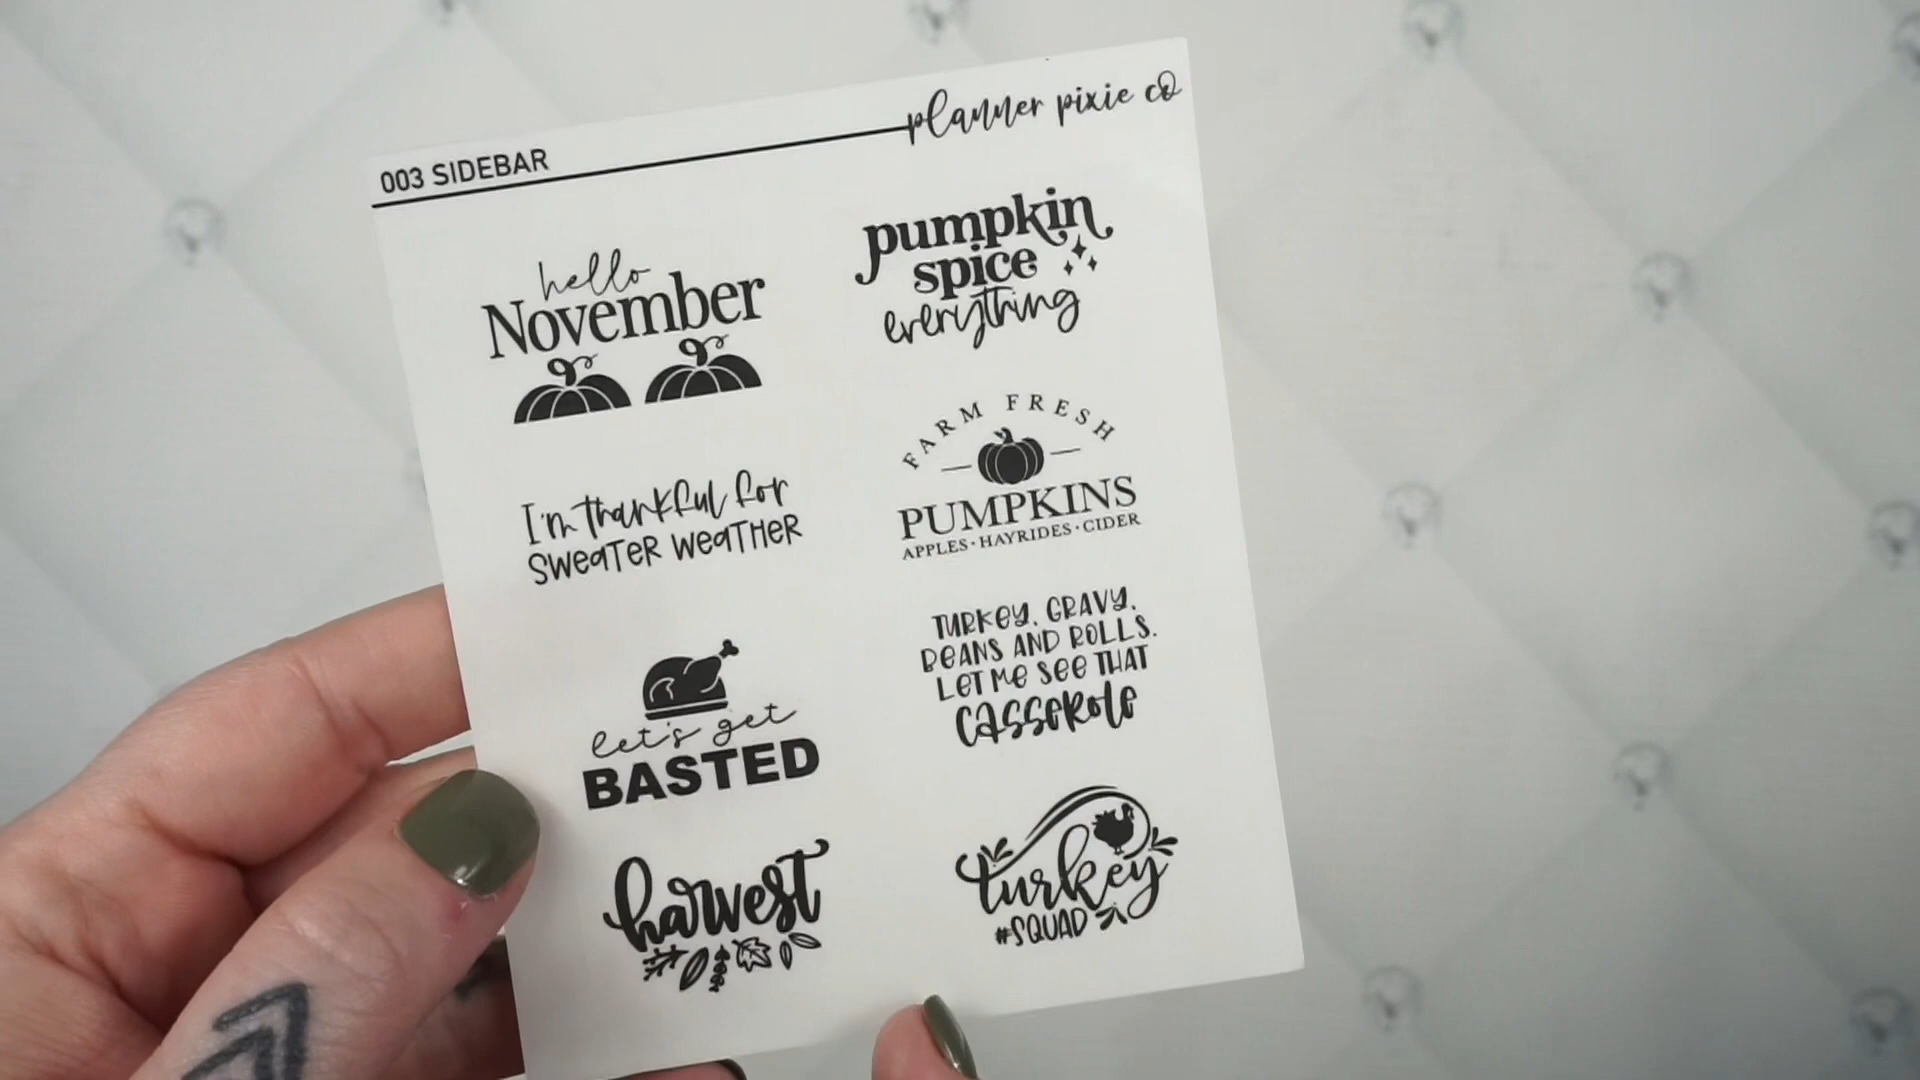 planner pixie co
003 SIDEBAR
hello
November
pumpkin
spice
everything
I'm thankful for
SWEATER WEATHER
FARM FRESH
PUMPKINS
APPLES·HAYRIDES·CIDER
let's get
BASTED
TURKEY, GRAVY,
BEANS AND ROLLS.
LET ME SEE THAT
CASSEROLE
harvest
turkey
#SQUAD